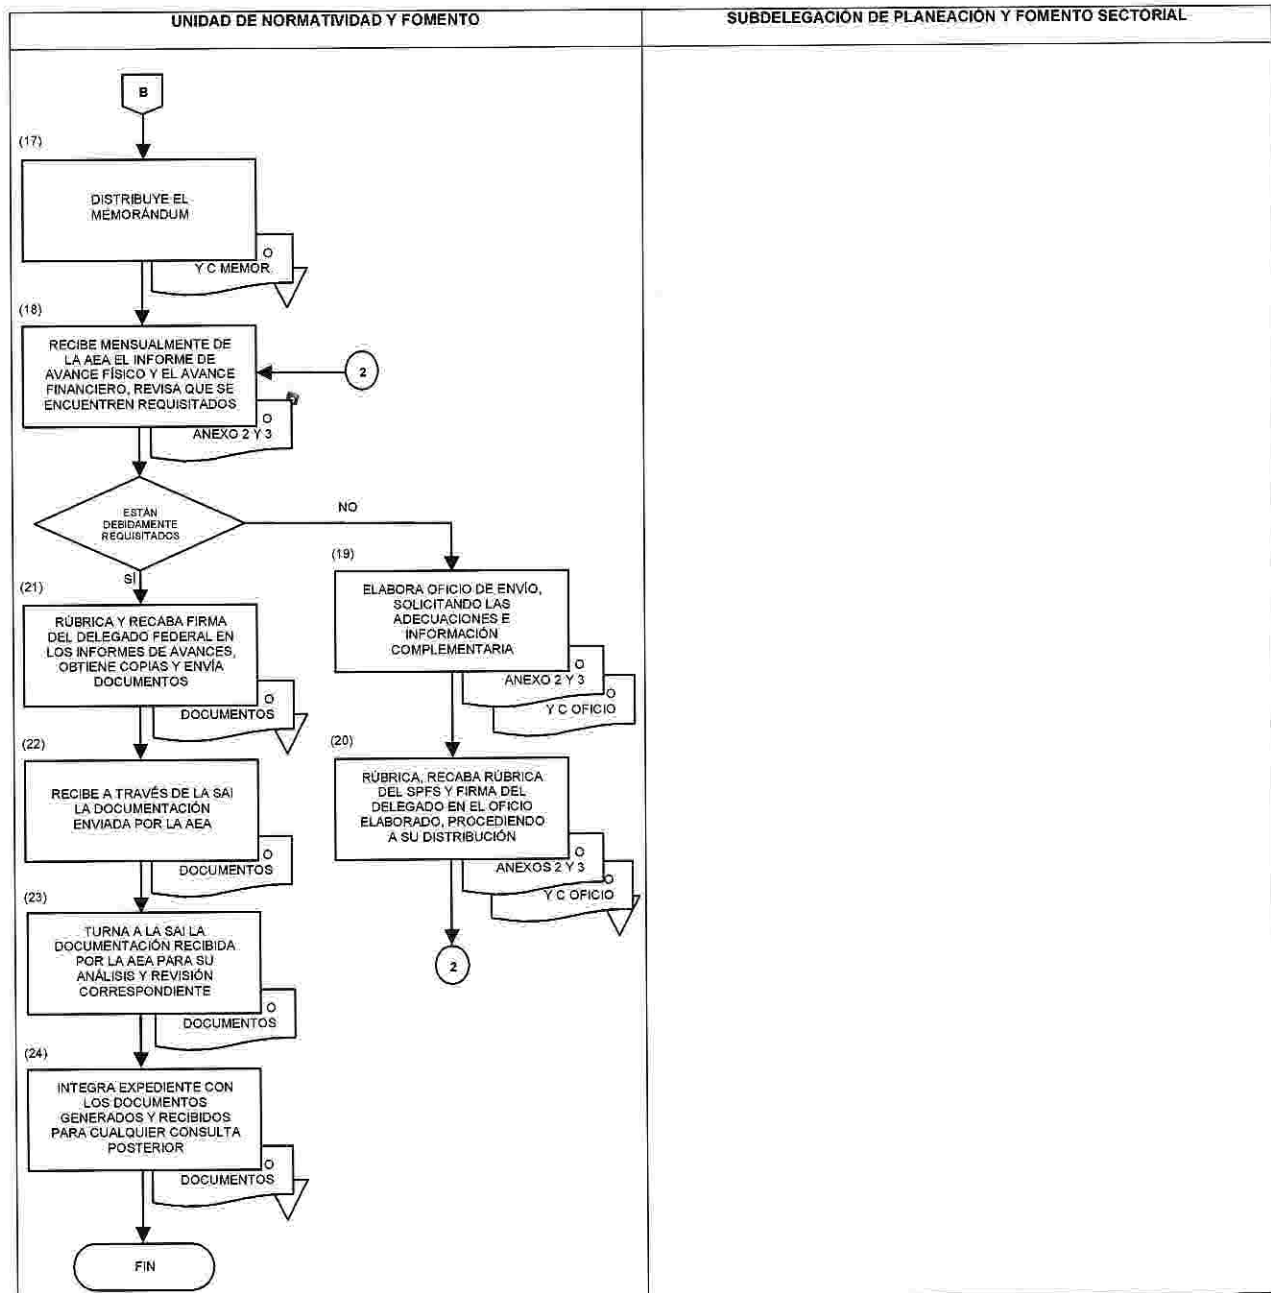 UNIDAD DE NORMATIVIDAD Y FOMENTO
SUBDELEGACIÓN DE PLANEACIÓN Y FOMENTO SECTORIAL
B
(17)
DISTRIBUYE EL
MEMORÁNDUM
O
Y C MEMOR.
(18)
RECIBE MENSUALMENTE DE
LA AEA EL INFORME DE
AVANCE FÍSICO Y EL AVANCE
FINANCIERO, REVISA QUE SE
ENCUENTREN REQUISITADOS
2
O
ANEXO 2 Y 3
ESTÁN
DEBIDAMENTE
REQUISITADOS
NO
SÍ
(19)
ELABORA OFICIO DE ENVÍO,
SOLICITANDO LAS
ADECUACIONES E
INFORMACIÓN
COMPLEMENTARIA
O
ANEXO 2 Y 3
O
Y C OFICIO
(20)
RÚBRICA, RECABA RÚBRICA
DEL SPFS Y FIRMA DEL
DELEGADO EN EL OFICIO
ELABORADO, PROCEDIENDO
A SU DISTRIBUCIÓN
O
ANEXOS 2 Y 3
O
Y C OFICIO
2
(21)
RÚBRICA Y RECABA FIRMA
DEL DELEGADO FEDERAL EN
LOS INFORMES DE AVANCES,
OBTIENE COPIAS Y ENVÍA
DOCUMENTOS
O
DOCUMENTOS
(22)
RECIBE A TRAVÉS DE LA SAI
LA DOCUMENTACIÓN
ENVIADA POR LA AEA
O
DOCUMENTOS
(23)
TURNA A LA SAI LA
DOCUMENTACIÓN RECIBIDA
POR LA AEA PARA SU
ANÁLISIS Y REVISIÓN
CORRESPONDIENTE
O
DOCUMENTOS
(24)
INTEGRA EXPEDIENTE CON
LOS DOCUMENTOS
GENERADOS Y RECIBIDOS
PARA CUALQUIER CONSULTA
POSTERIOR
O
DOCUMENTOS
FIN